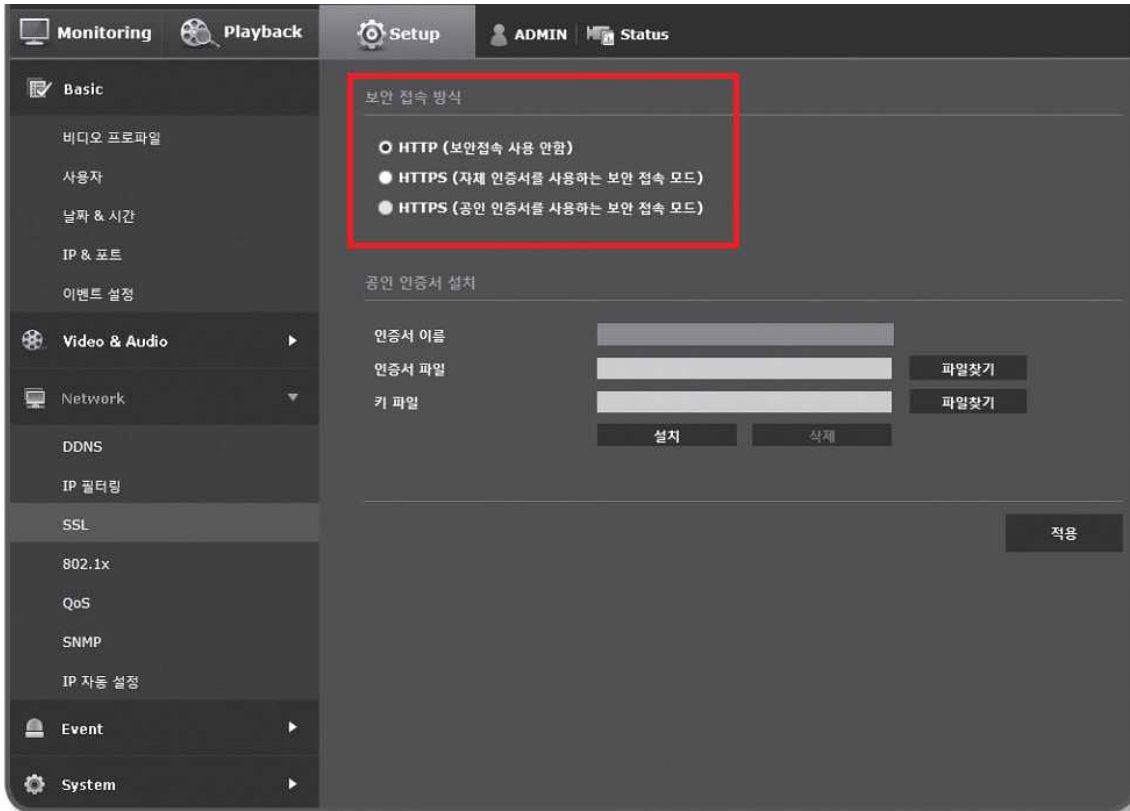 Monitoring
Playback
Setup
ADMIN
Status
Basic
비디오 프로파일
사용자
날짜 & 시간
IP & 포트
이벤트 설정
Video & Audio
Network
DDNS
IP 필터링
SSL
802.1x
QoS
SNMP
IP 자동 설정
Event
System
보안 접속 방식
HTTP (보안접속 사용 안함)
HTTPS (자체 인증서를 사용하는 보안 접속 모드)
HTTPS (공인 인증서를 사용하는 보안 접속 모드)
공인 인증서 설치
인증서 이름
인증서 파일 파일찾기
키 파일 파일찾기
설치 삭제
적용